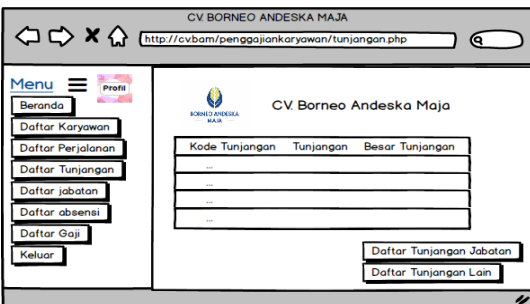 CV. BORNEO ANDESKA MAJA
http://cv.bam/penggajiankaryawan/tunjangan.php
Menu
Profil
Beranda
Daftar Karyawan
Daftar Perjalanan
Daftar Tunjangan
Daftar jabatan
Daftar absensi
Daftar Gaji
Keluar
BORNEO ANDESKA
MAJA
CV. Borneo Andeska Maja
Kode Tunjangan Tunjangan Besar Tunjangan
...
...
...
...
Daftar Tunjangan Jabatan
Daftar Tunjangan Lain